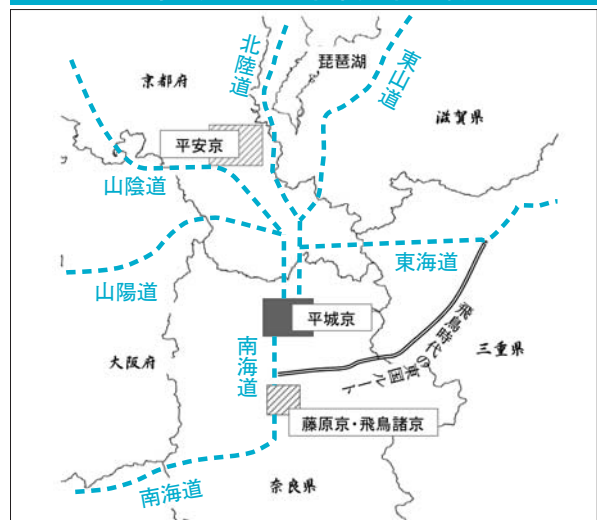 北陸道
琵琶湖
東山道
京都府
滋賀県
平安京
山陰道
東海道
山陽道
平城京
飛鳥時代の
東国ルート
三重県
大阪府
南海道
藤原京・飛鳥諸京
南海道
奈良県